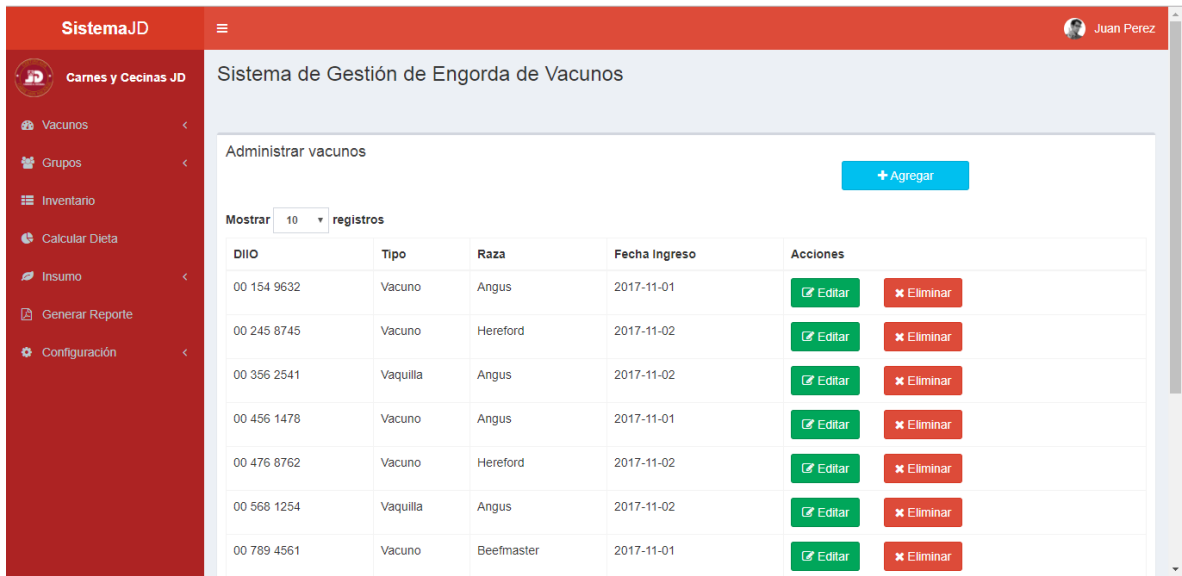 SistemaJD
Juan Perez
JD
Carnes y Cecinas JD
Sistema de Gestión de Engorda de Vacunos
Vacunos
Grupos
Inventario
Calcular Dieta
Insumo
Generar Reporte
Configuración
Administrar vacunos
Agregar
Mostrar 10 registros
DIIO Tipo Raza Fecha Ingreso Acciones
00 154 9632 Vacuno Angus 2017-11-01 Editar Eliminar
00 245 8745 Vacuno Hereford 2017-11-02 Editar Eliminar
00 356 2541 Vaquilla Angus 2017-11-02 Editar Eliminar
00 456 1478 Vacuno Angus 2017-11-01 Editar Eliminar
00 476 8762 Vacuno Hereford 2017-11-02 Editar Eliminar
00 568 1254 Vaquilla Angus 2017-11-02 Editar Eliminar
00 789 4561 Vacuno Beefmaster 2017-11-01 Editar Eliminar